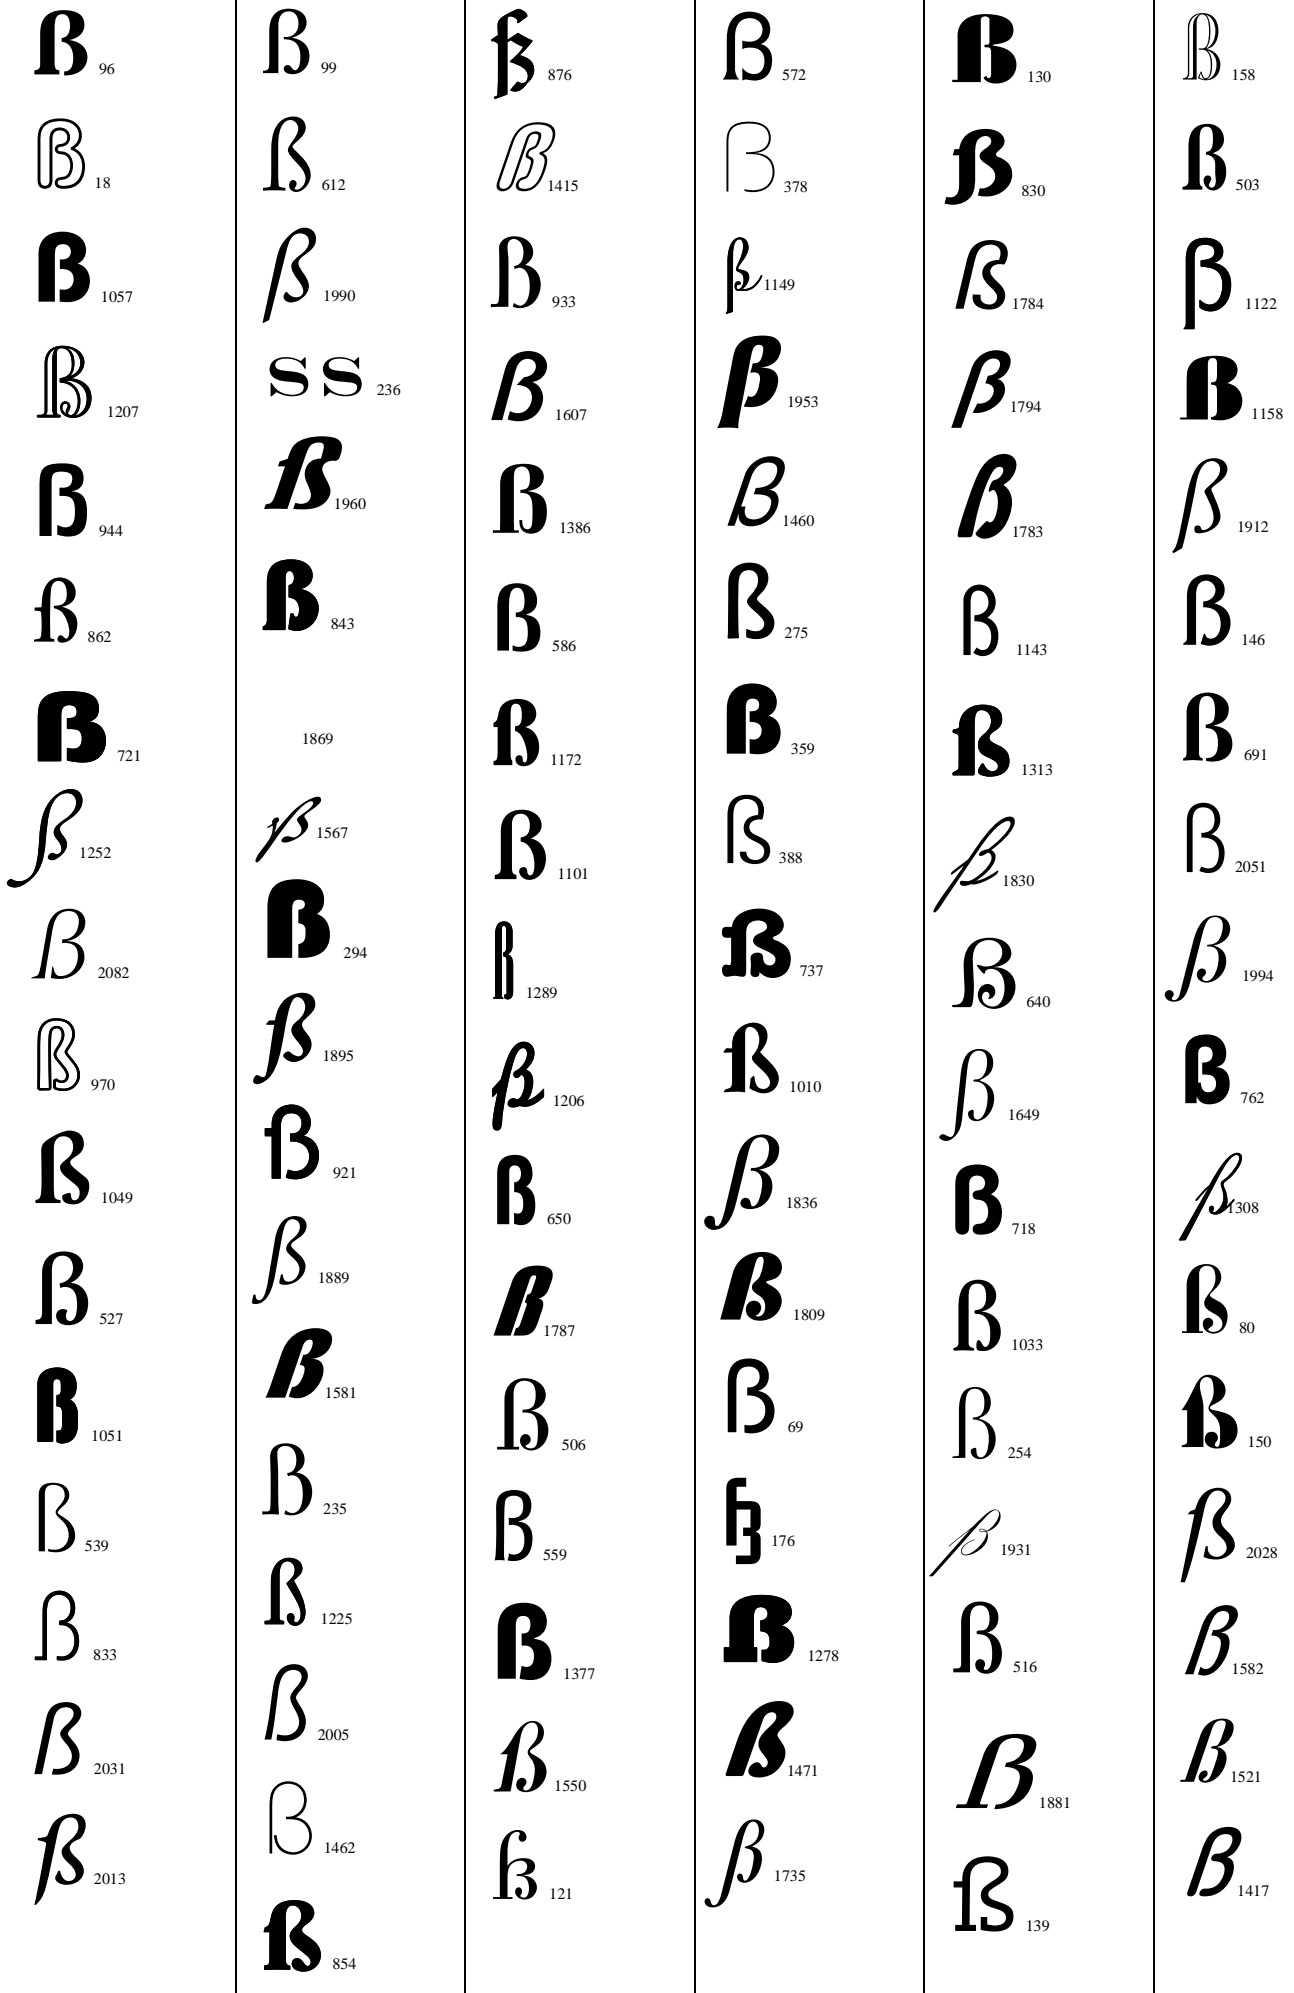 ß 96
ß 18
ß 1057
ß 1207
ß 944
ß 862
ß 721
ß 1252
ß 2082
ß 970
ß 1049
ß 527
ß 1051
ß 539
ß 833
ß 2031
ß 2013
ß 99
ß 612
ß 1990
ss 236
ß 1960
ß 843
1869
ß 1567
ß 294
ß 1895
ß 921
ß 1889
ß 1581
ß 235
ß 1225
ß 2005
ß 1462
ß 854
ß 876
ß 1415
ß 933
ß 1607
ß 1386
ß 586
ß 1172
ß 1101
ß 1289
ß 1206
ß 650
ß 1787
ß 506
ß 559
ß 1377
ß 1550
ß 121
ß 572
ß 378
ß 1149
ß 1953
ß 1460
ß 275
ß 359
ß 388
ß 737
ß 1010
ß 1836
ß 1809
ß 69
ß 176
ß 1278
ß 1471
ß 1735
ß 130
ß 830
ß 1784
ß 1794
ß 1783
ß 1143
ß 1313
ß 1830
ß 640
ß 1649
ß 718
ß 1033
ß 254
ß 1931
ß 516
ß 1881
ß 139
ß 158
ß 503
ß 1122
ß 1158
ß 1912
ß 146
ß 691
ß 2051
ß 1994
ß 762
ß 1308
ß 80
ß 150
ß 2028
ß 1582
ß 1521
ß 1417